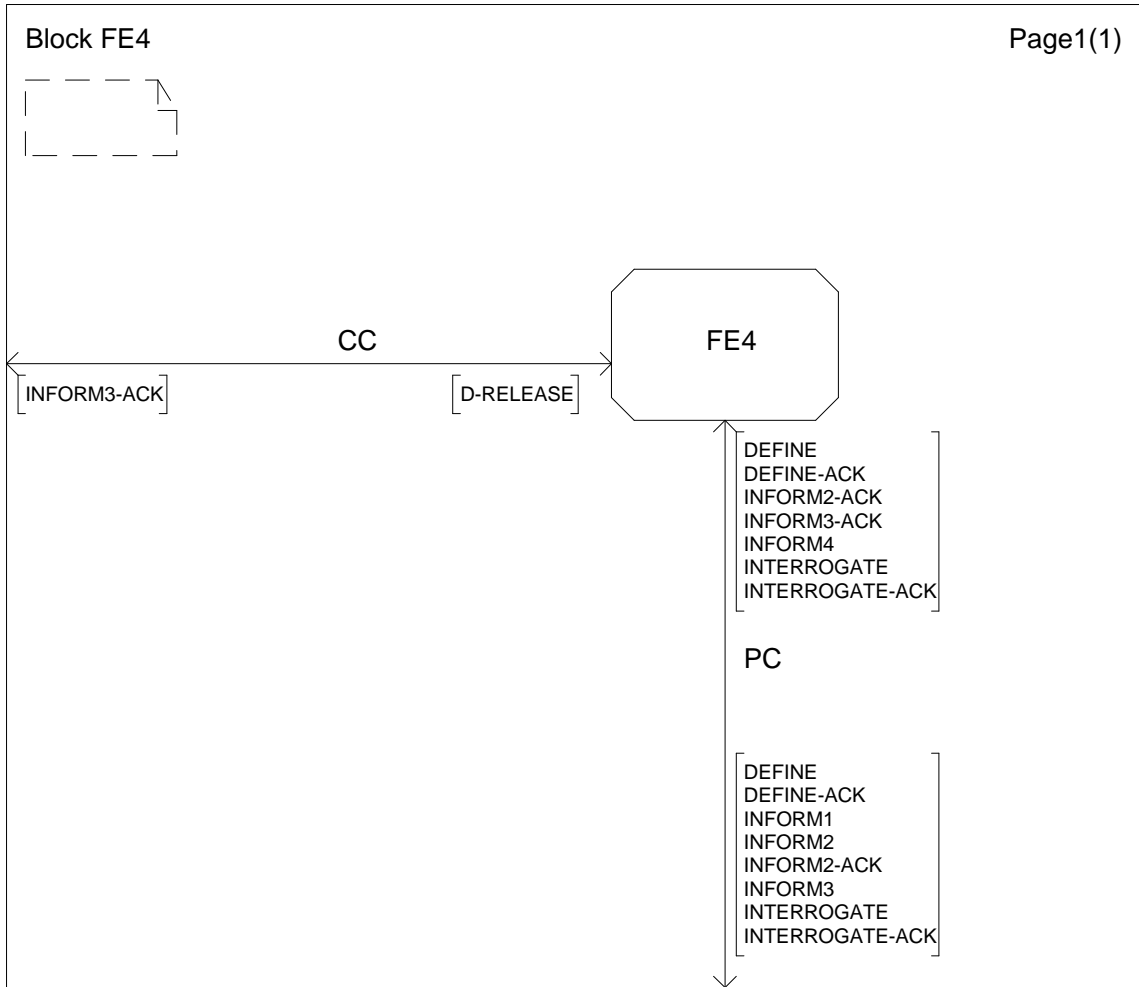 Block FE4
Page1(1)
CC
FE4
INFORM3-ACK
D-RELEASE
DEFINE
DEFINE-ACK
INFORM2-ACK
INFORM3-ACK
INFORM4
INTERROGATE
INTERROGATE-ACK
PC
DEFINE
DEFINE-ACK
INFORM1
INFORM2
INFORM2-ACK
INFORM3
INTERROGATE
INTERROGATE-ACK